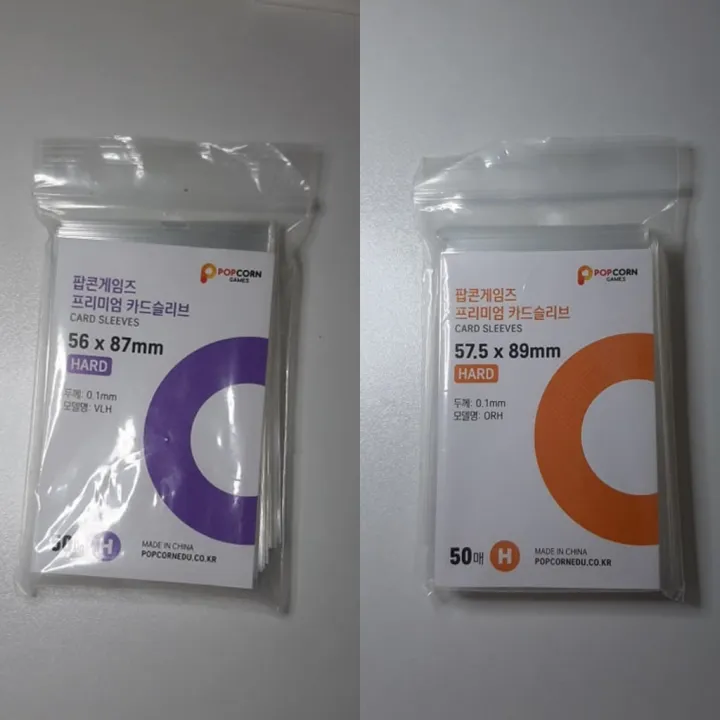 POPCORN
GAMES
팝콘게임즈
프리미엄 카드슬리브
CARD SLEEVES
56 x 87mm
HARD
두께: 0.1mm
모델명: VLH
50매 H
MADE IN CHINA
POPCORNEDU.CO.KR
POPCORN
GAMES
팝콘게임즈
프리미엄 카드슬리브
CARD SLEEVES
57.5 x 89mm
HARD
두께: 0.1mm
모델명: ORH
50매 H
MADE IN CHINA
POPCORNEDU.CO.KR